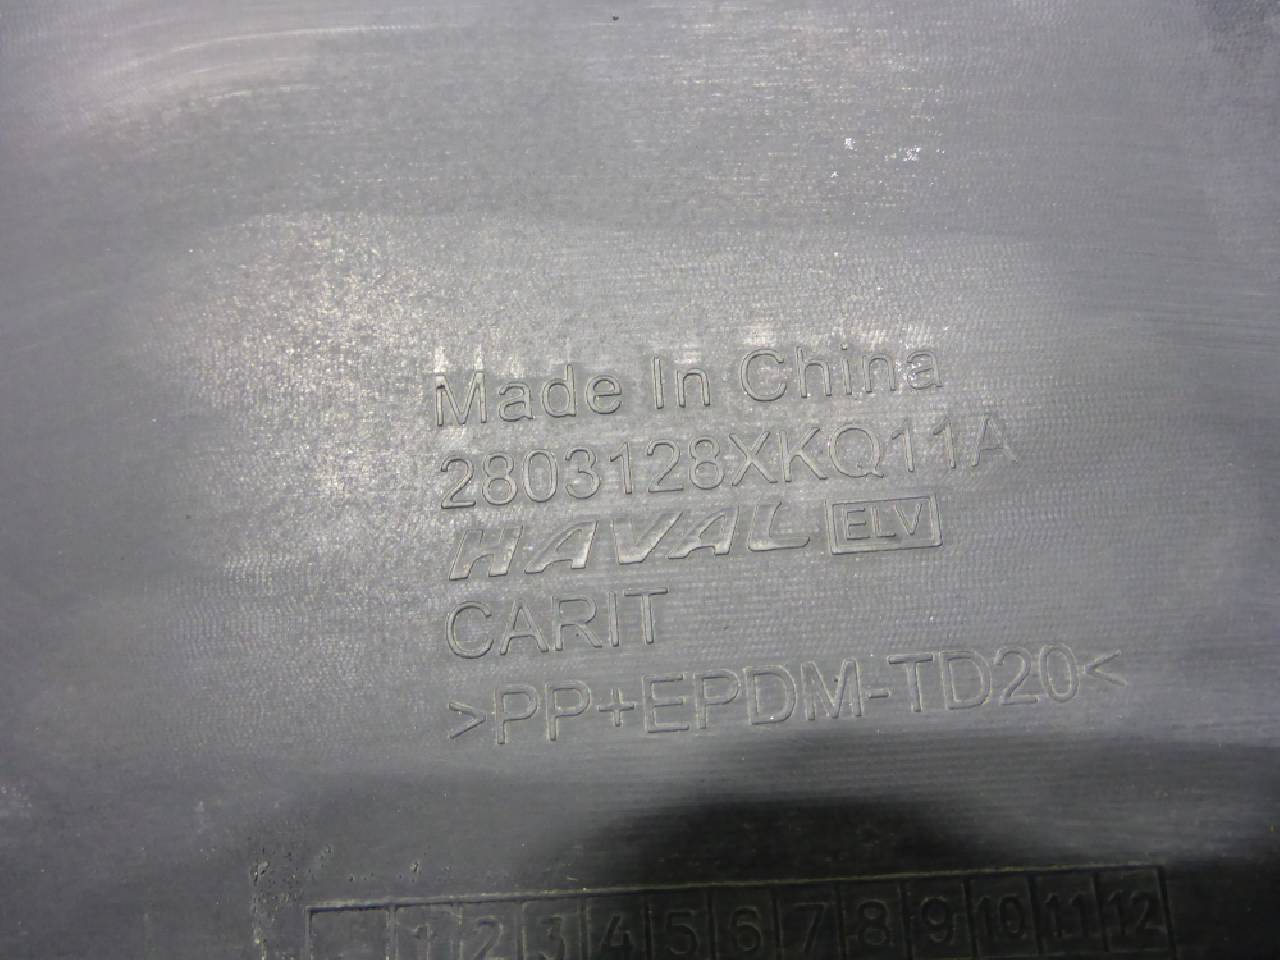 Made In China
2803128XKQ11A
HAVAL ELV
CARIT
>PP+EPDM-TD20<
1 2 3 4 5 6 7 8 9 10 11 12